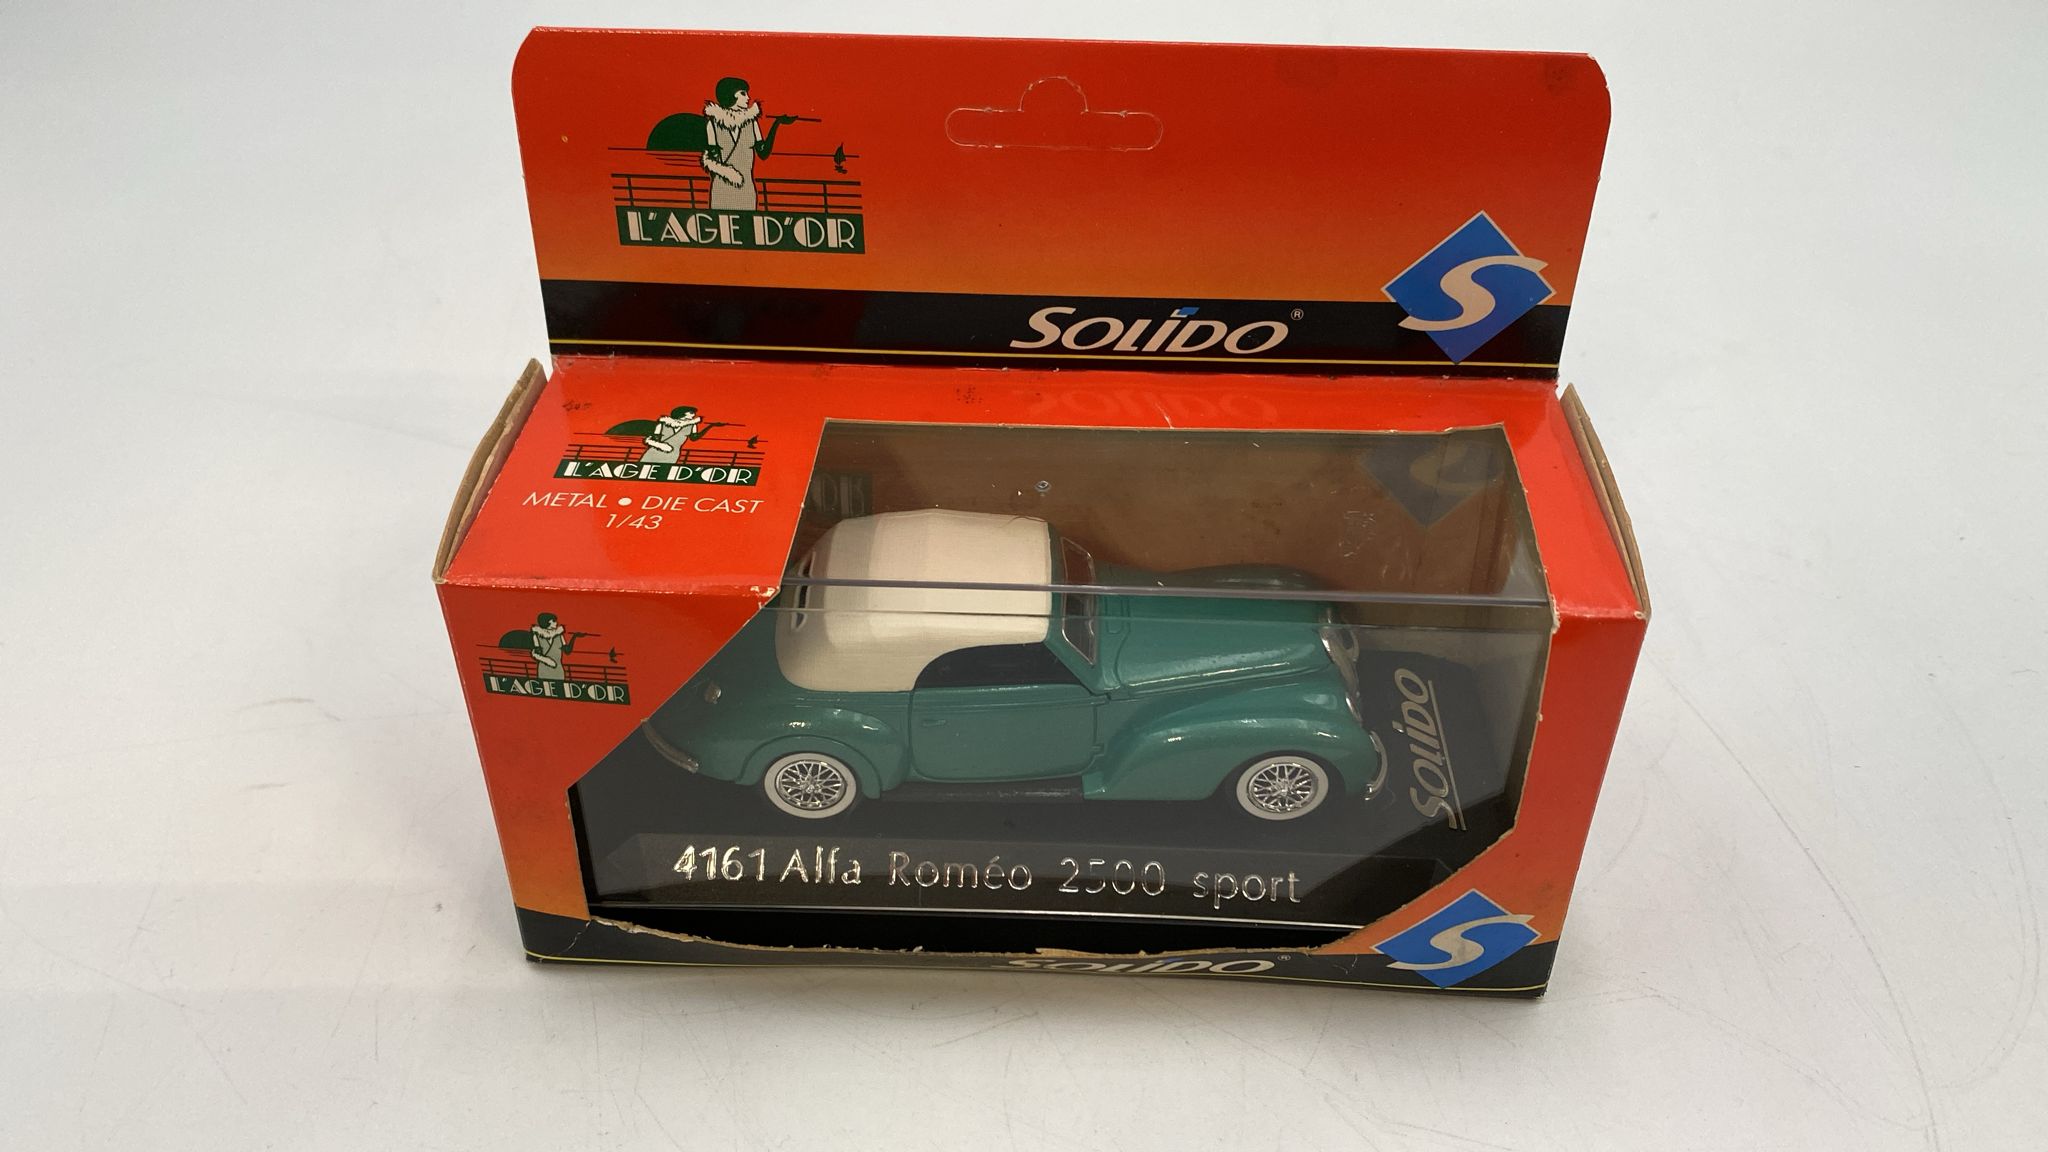 L'AGE D'OR
SOLIDO®
S
L'AGE D'OR
METAL • DIE CAST
1/43
L'AGE D'OR
SOLIDO
4161 Alfa Roméo 2500 sport
SOLIDO®
S